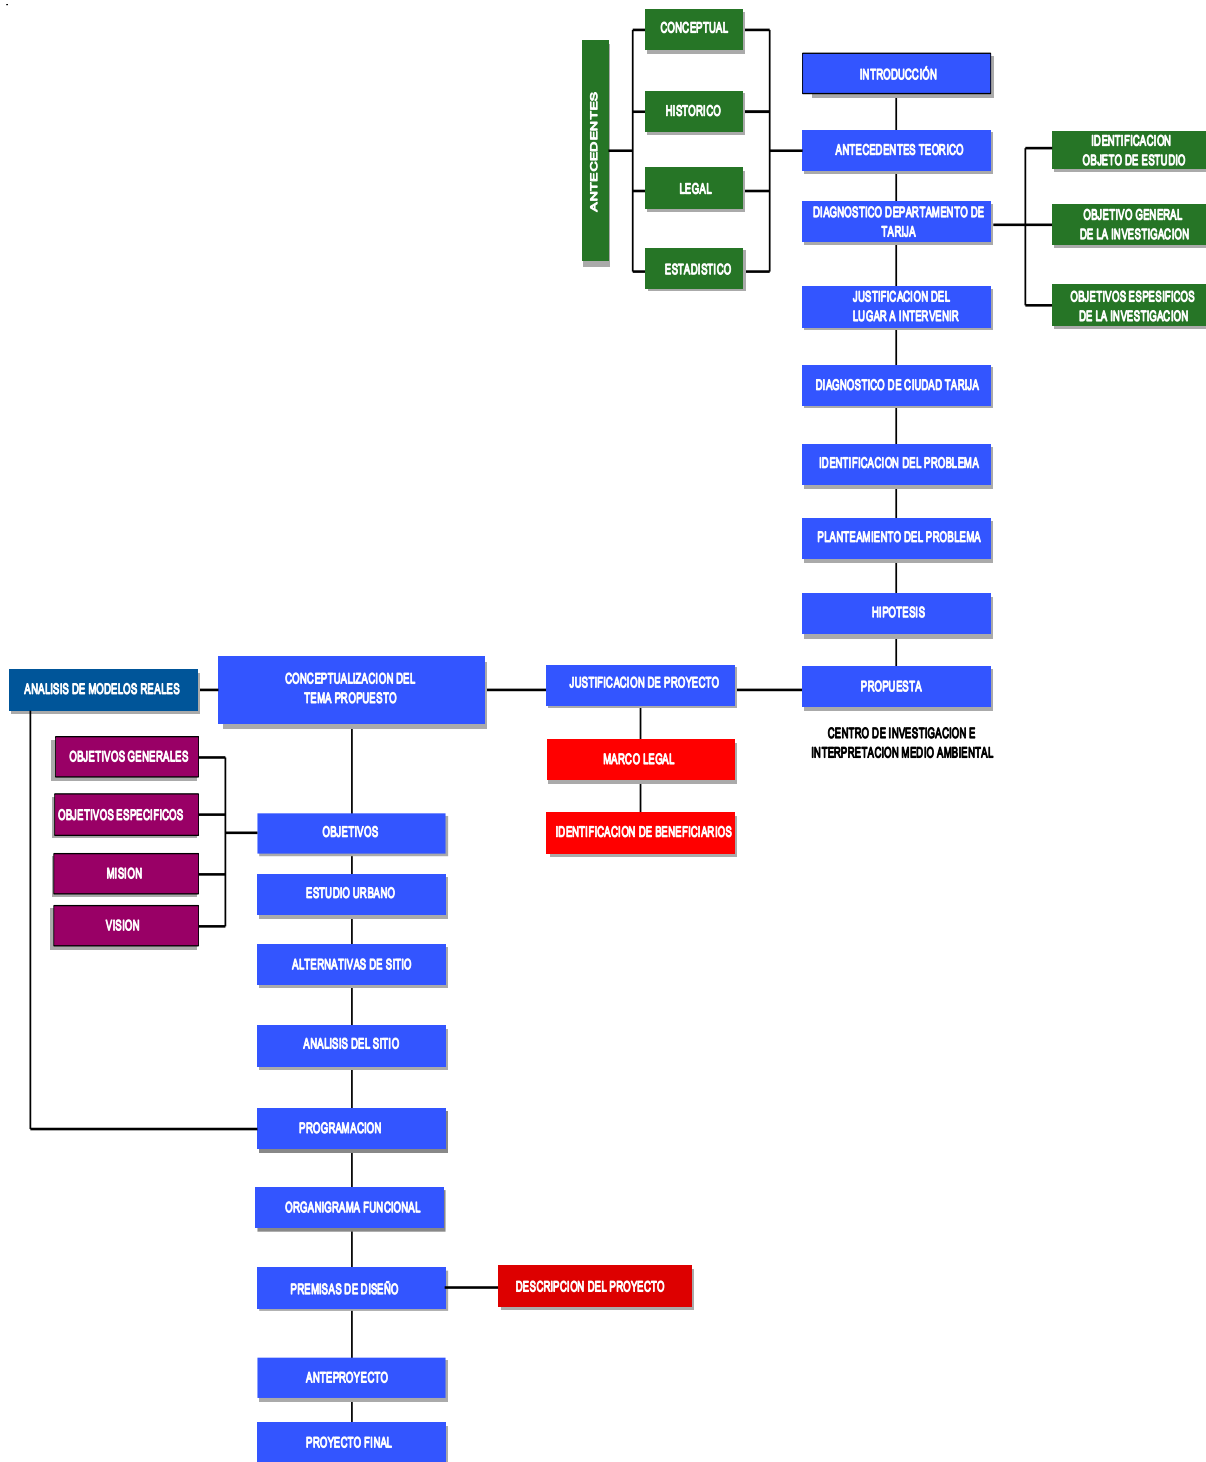 CONCEPTUAL
HISTORICO
LEGAL
ESTADISTICO
ANTECEDENTES
INTRODUCCIÓN
ANTECEDENTES TEORICO
DIAGNOSTICO DEPARTAMENTO DE
TARIJA
IDENTIFICACION
OBJETO DE ESTUDIO
OBJETIVO GENERAL
DE LA INVESTIGACION
OBJETIVOS ESPESIFICOS
DE LA INVESTIGACION
JUSTIFICACION DEL
LUGAR A INTERVENIR
DIAGNOSTICO DE CIUDAD TARIJA
IDENTIFICACION DEL PROBLEMA
PLANTEAMIENTO DEL PROBLEMA
HIPOTESIS
PROPUESTA
CENTRO DE INVESTIGACION E
INTERPRETACION MEDIO AMBIENTAL
JUSTIFICACION DE PROYECTO
MARCO LEGAL
IDENTIFICACION DE BENEFICIARIOS
CONCEPTUALIZACION DEL
TEMA PROPUESTO
ANALISIS DE MODELOS REALES
OBJETIVOS GENERALES
OBJETIVOS ESPECIFICOS
MISION
VISION
OBJETIVOS
ESTUDIO URBANO
ALTERNATIVAS DE SITIO
ANALISIS DEL SITIO
PROGRAMACION
ORGANIGRAMA FUNCIONAL
PREMISAS DE DISEÑO
DESCRIPCION DEL PROYECTO
ANTEPROYECTO
PROYECTO FINAL